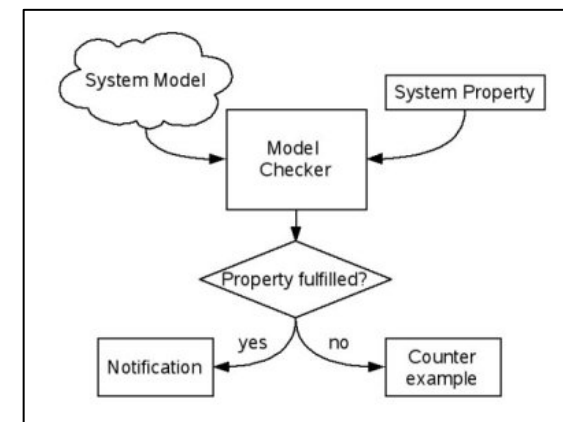 System Model
System Property
Model
Checker
Property fulfilled?
yes
no
Notification
Counter
example